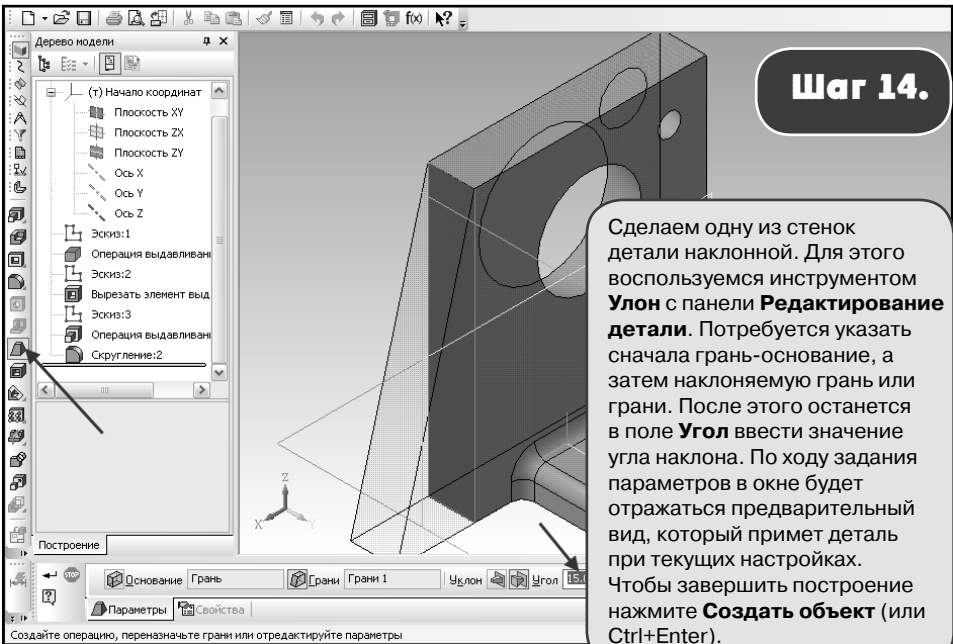 f(x)
Дерево модели
Шаг 14.
(т) Начало координат
Плоскость XY
Плоскость ZX
Плоскость ZY
Ось X
Ось Y
Ось Z
Эскиз:1
Операция выдавливан
Эскиз:2
Вырезать элемент выд
Эскиз:3
Операция выдавливан
Скругление:2
Построение
Z
X
Y
Сделаем одну из стенок
детали наклонной. Для этого
воспользуемся инструментом
Улон с панели Редактирование
детали. Потребуется указать
сначала грань-основание, а
затем наклоняемую грань или
грани. После этого останется
в поле Угол ввести значение
угла наклона. По ходу задания
параметров в окне будет
отражаться предварительный
вид, который примет деталь
при текущих настройках.
Чтобы завершить построение
нажмите Создать объект (или
Ctrl+Enter).
STOP
Основание Грань Грани Грани 1 Уклон Угол 15.0
Параметры Свойства
Создайте операцию, переназначьте грани или отредактируйте параметры